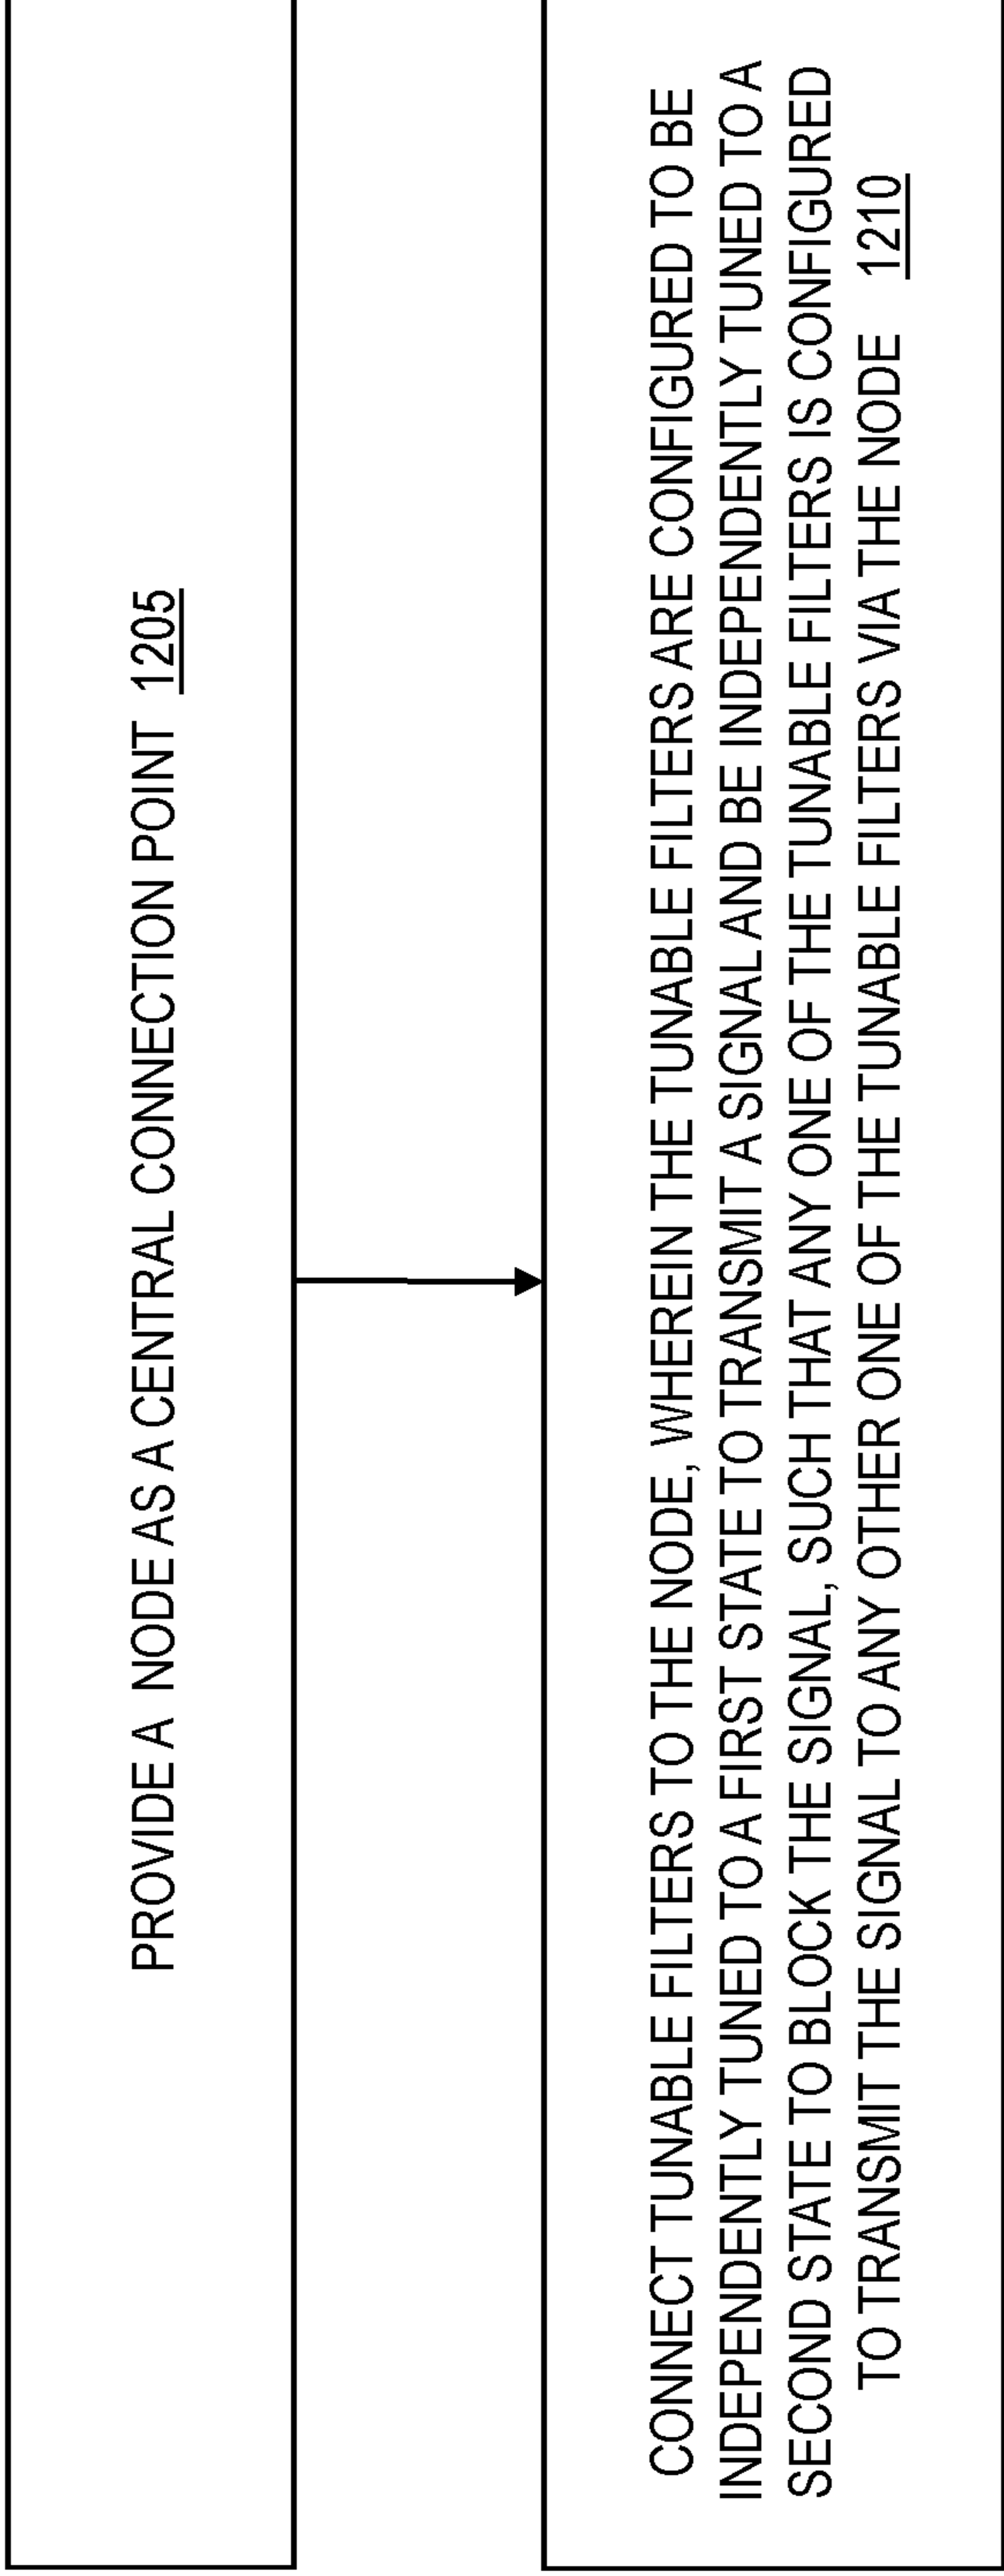 PROVIDE A NODE AS A CENTRAL CONNECTION POINT 1205
CONNECT TUNABLE FILTERS TO THE NODE, WHEREIN THE TUNABLE FILTERS ARE CONFIGURED TO BE
INDEPENDENTLY TUNED TO A FIRST STATE TO TRANSMIT A SIGNAL AND BE INDEPENDENTLY TUNED TO A
SECOND STATE TO BLOCK THE SIGNAL, SUCH THAT ANY ONE OF THE TUNABLE FILTERS IS CONFIGURED
TO TRANSMIT THE SIGNAL TO ANY OTHER ONE OF THE TUNABLE FILTERS VIA THE NODE 1210